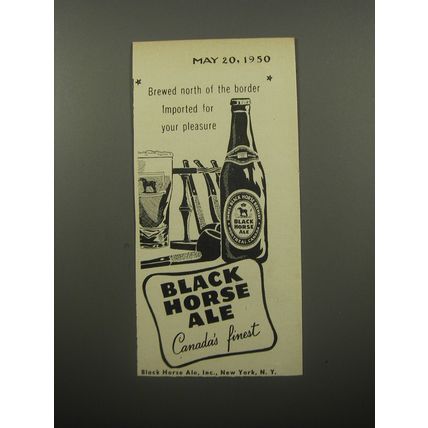 MAY 20, 1950
Brewed north of the border
Imported for
your pleasure
BLACK
HORSE
ALE
BLACK
HORSE
ALE
Canada's finest
Black Horse Ale, Inc., New York, N. Y.